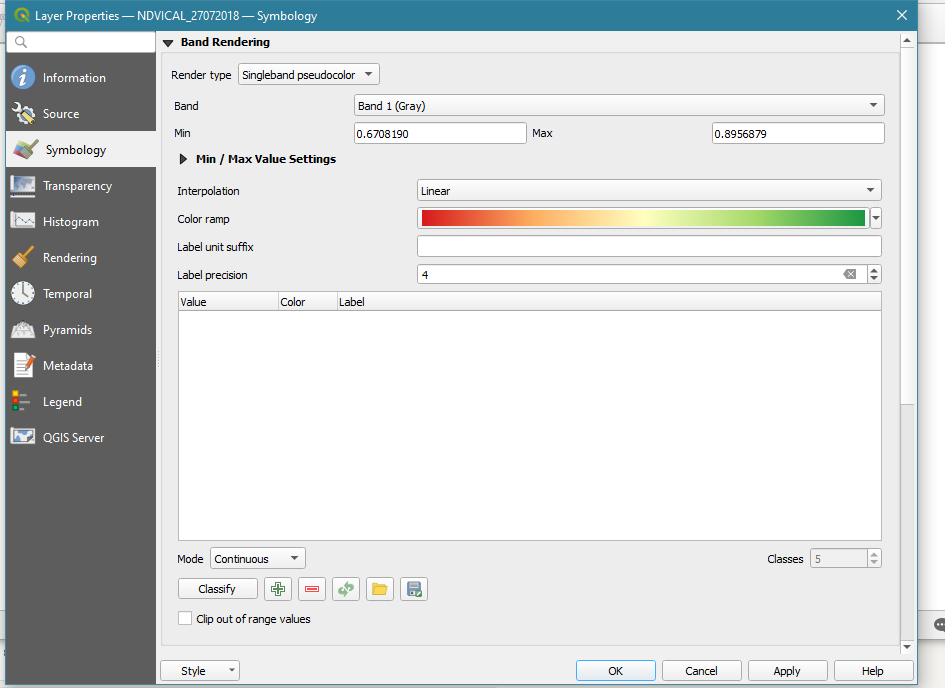 Layer Properties — NDVICAL_27072018 — Symbology
Information
Source
Symbology
Transparency
Histogram
Rendering
Temporal
Pyramids
Metadata
Legend
QGIS Server
Band Rendering
Render type Singleband pseudocolor
Band Band 1 (Gray)
Min 0.6708190 Max 0.8956879
Min / Max Value Settings
Interpolation Linear
Color ramp
Label unit suffix
Label precision 4
Value Color Label
Mode Continuous Classes 5
Classify
Clip out of range values
Style OK Cancel Apply Help